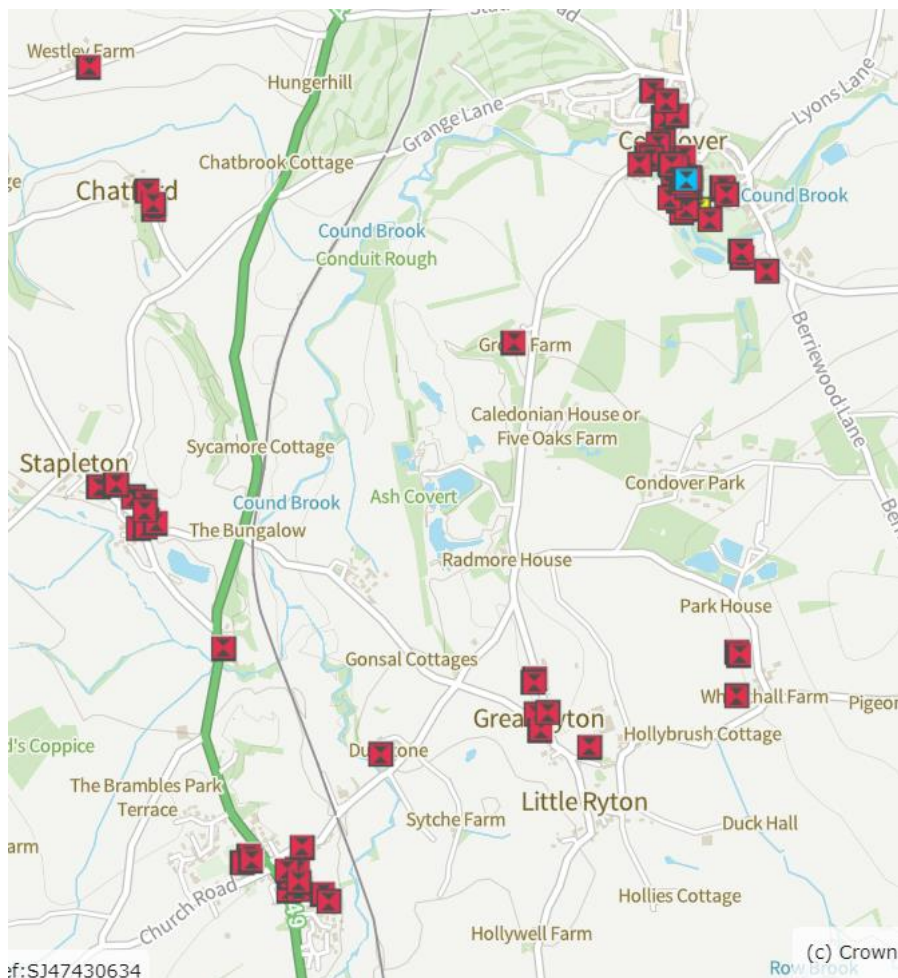 Westley Farm
Hungerhill
Lyons Lane
Grange Lane
Chatbrook Cottage
Cound Brook
Cound Brook
Conduit Rough
Berriewood Lane
Farm
Caledonian House or
Five Oaks Farm
Sycamore Cottage
Stapleton
Condover Park
Ash Covert
Cound Brook
The Bungalow
Radmore House
Park House
Gonsal Cottages
Farm
Hollybrush Cottage
d's Coppice
The Brambles Park
Terrace
Little Ryton
Sytche Farm
Duck Hall
arm
Hollies Cottage
Church Road
Hollywell Farm
(c) Crown
Row Brook
ef:SJ47430634